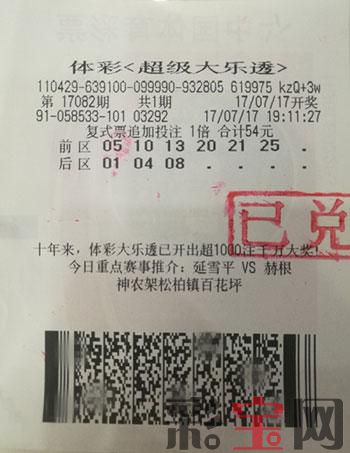 体彩<超级大乐透>
110429-639100-099990-932805 619975 kzQ+3w
第 17082期 共1期 17/07/17开奖
91-058533-101 03292 17/07/17 19:11:27
复式票追加投注 1倍 合计54元
前区 05 10 13 20 21 25 .
后区 01 04 08 . . . .
已兑
十年来，体彩大乐透已开出超1000注千万大奖!
今日重点赛事推介: 延雪平 VS 赫根
神农架松柏镇百花坪
彩宝网